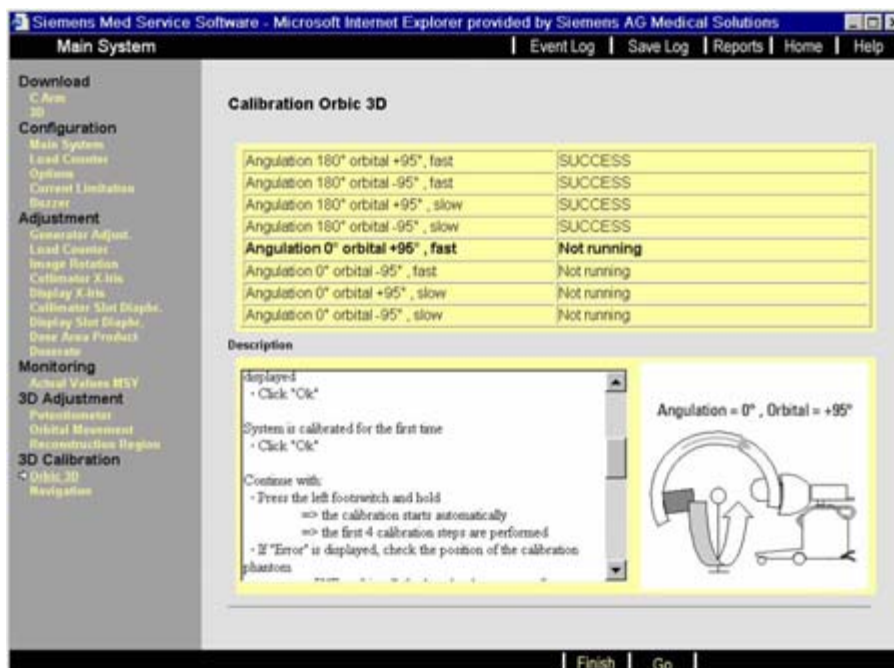 Siemens Med Service Software - Microsoft Internet Explorer provided by Siemens AG Medical Solutions
Main System
Event Log | Save Log | Reports | Home | Help
Download
C Arm
3D
Configuration
Main System
Load Counter
Options
Current Limitation
Buzzer
Adjustment
Generator Adjust.
Load Counter
Image Rotation
Collimator X-Iris
Display X-Iris
Collimator Slot Diaphr.
Display Slot Diaphr.
Dose Area Product
Doserate
Monitoring
Actual Values MSY
3D Adjustment
Potentiometer
Orbital Movement
Reconstruction Region
3D Calibration
Orbic 3D
Navigation
Calibration Orbic 3D
Angulation 180° orbital +95°, fast SUCCESS
Angulation 180° orbital -95° , fast SUCCESS
Angulation 180° orbital +95° , slow SUCCESS
Angulation 180° orbital -95° , slow SUCCESS
Angulation 0° orbital +95° , fast Not running
Angulation 0° orbital -95° , fast Not running
Angulation 0° orbital +95° , slow Not running
Angulation 0° orbital -95° , slow Not running
Description
displayed
- Click "Ok"
System is calibrated for the first time
- Click "Ok"
Continue with:
- Press the left footswitch and hold
=> the calibration starts automatically
=> the first 4 calibration steps are performed
- If "Error" is displayed, check the position of the calibration
phantom
Angulation = 0° , Orbital = +95°
Finish | Go